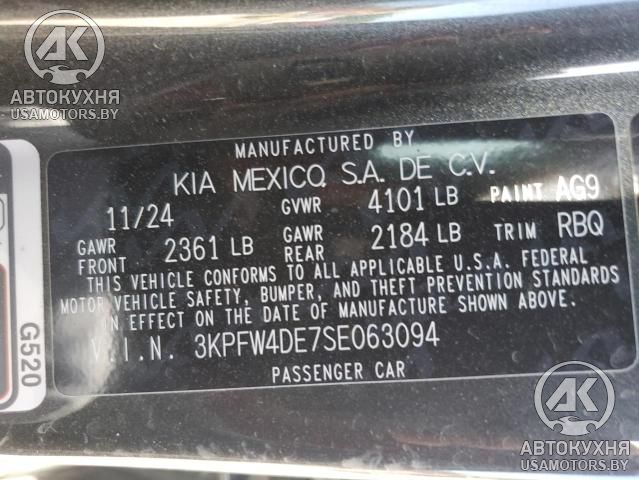 AK
АВТОКУХНЯ
USAMOTORS.BY
MANUFACTURED BY
KIA MEXICO S.A. DE C.V.
11/24 GVWR 4101 LB PAINT AG9
GAWR FRONT 2361 LB GAWR REAR 2184 LB TRIM RBQ
THIS VEHICLE CONFORMS TO ALL APPLICABLE U.S.A. FEDERAL
MOTOR VEHICLE SAFETY, BUMPER, AND THEFT PREVENTION STANDARDS
IN EFFECT ON THE DATE OF MANUFACTURE SHOWN ABOVE.
V.I.N. 3KPFW4DE7SE063094
PASSENGER CAR
G520
AK
АВТОКУХНЯ
USAMOTORS.BY